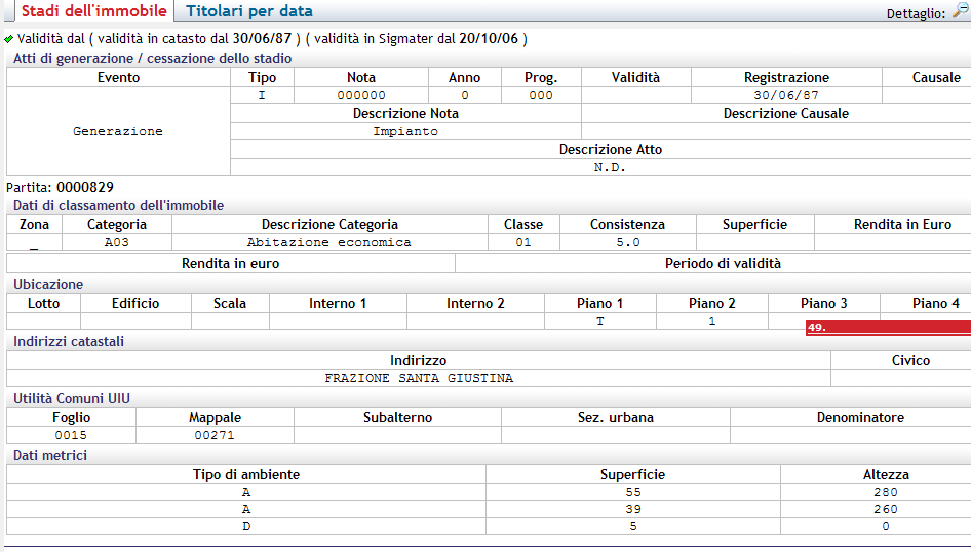 Stadi dell'immobile Titolari per data Dettaglio:
Validità dal ( validità in catasto dal 30/06/87 ) ( validità in Sigmater dal 20/10/06 )
Atti di generazione / cessazione dello stadio
Evento Tipo Nota Anno Prog. Validità Registrazione Causale
I 000000 0 000 30/06/87
Descrizione Nota Descrizione Causale
Generazione Impianto
Descrizione Atto
N.D.
Partita: 0000829
Dati di classamento dell'immobile
Zona Categoria Descrizione Categoria Classe Consistenza Superficie Rendita in Euro
_ A03 Abitazione economica 01 5.0
Rendita in euro Periodo di validità
Ubicazione
Lotto Edificio Scala Interno 1 Interno 2 Piano 1 Piano 2 Piano 3 Piano 4
T 1
49.
Indirizzi catastali
Indirizzo Civico
FRAZIONE SANTA GIUSTINA
Utilità Comuni UIU
Foglio Mappale Subalterno Sez. urbana Denominatore
0015 00271
Dati metrici
Tipo di ambiente Superficie Altezza
A 55 280
A 39 260
D 5 0